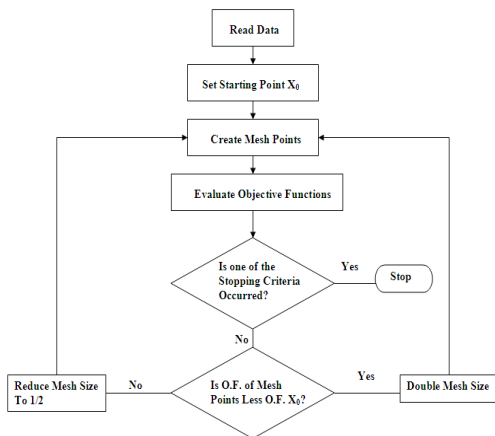 Read Data
Set Starting Point X₀
Create Mesh Points
Evaluate Objective Functions
Is one of the
Stopping Criteria
Occurred?
Yes
Stop
No
Reduce Mesh Size
To 1/2
No
Is O.F. of Mesh
Points Less O.F. X₀?
Yes
Double Mesh Size